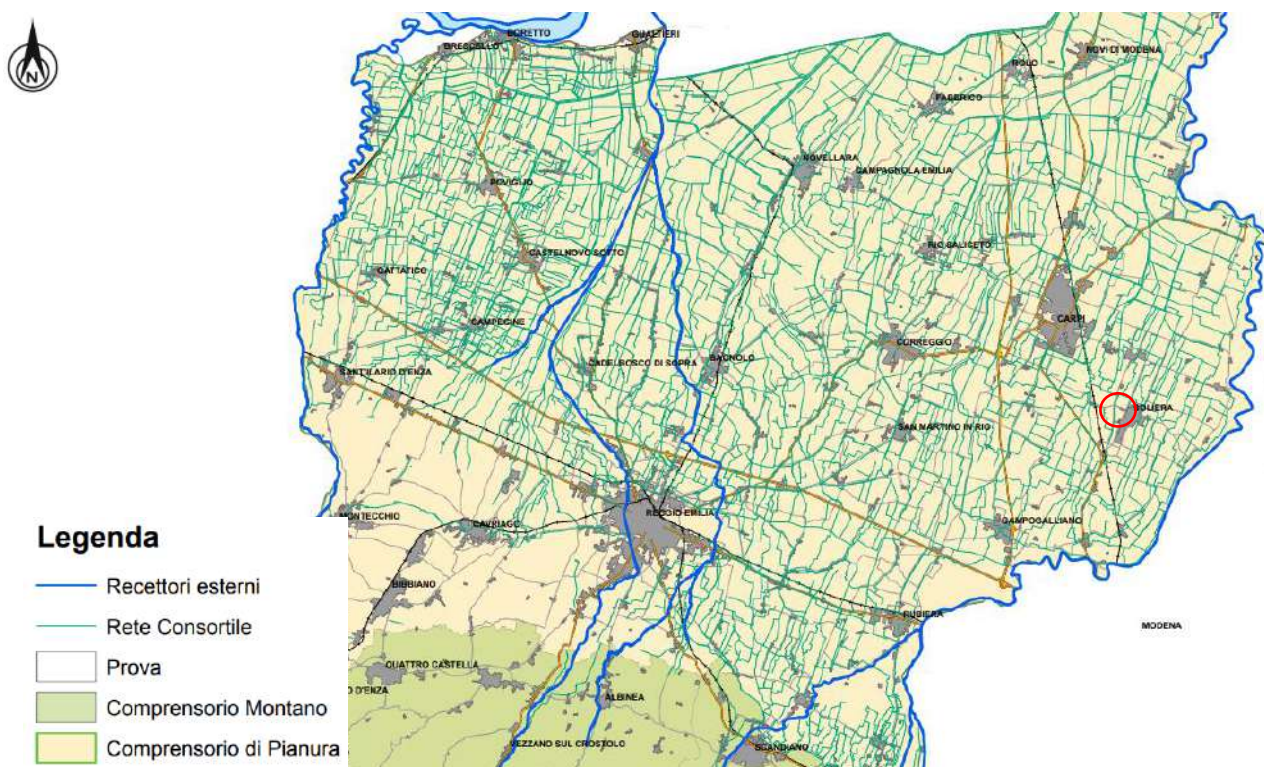 N
BORETTO
GUALTIERI
BRESCELLO
NOVI DI MODENA
ROLO
FABBRICO
NOVELLARA
CAMPAGNOLA EMILIA
POVIGLIO
RIO SALICETO
CASTELNOVO SOTTO
GATTATICO
CARPI
CAMPEGINE
CORREGGIO
CADELBOSCO DI SOPRA
BAGNOLO
SANT'ILARIO D'ENZA
SOLIERA
SAN MARTINO IN RIO
REGGIO EMILIA
MONTECCHIO
CAVRIAGO
CAMPOGALLIANO
BIBBIANO
RUBIERA
MODENA
QUATTRO CASTELLA
O D'ENZA
ALBINEA
VEZZANO SUL CROSTOLO
SCANDIANO
Legenda
Recettori esterni
Rete Consortile
Prova
Comprensorio Montano
Comprensorio di Pianura